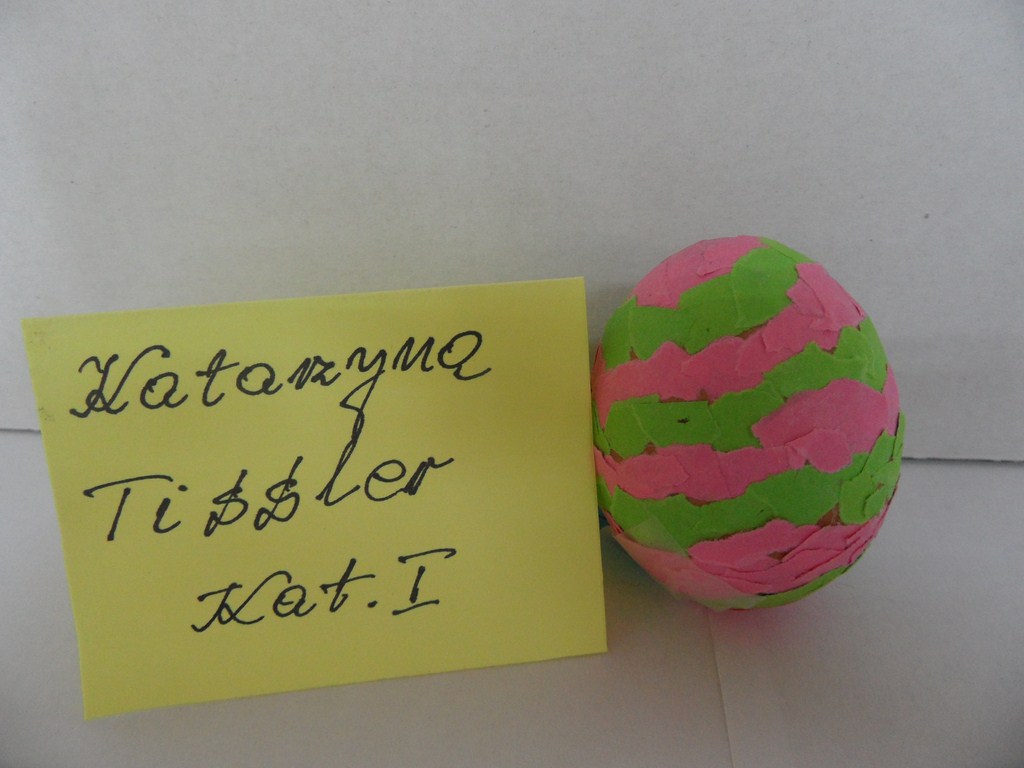 Katarzyna
Tissler
Kat. I